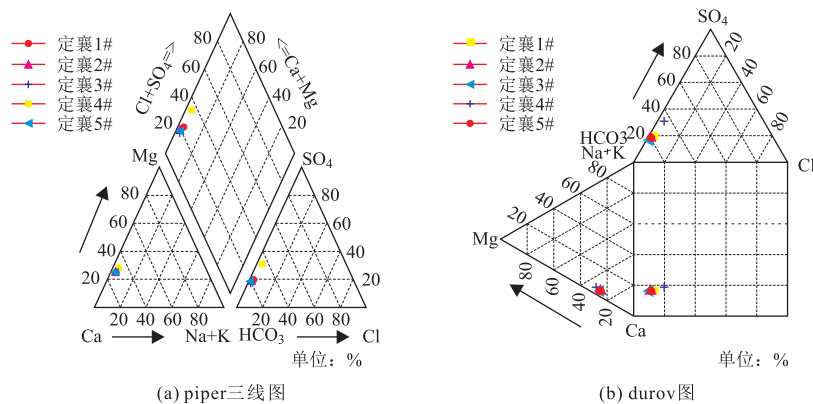 定襄1#
定襄2#
定襄3#
定襄4#
定襄5#
80 80
60 60
40 40
20 20
Cl+SO₄=>
<=Ca+Mg
Mg
SO₄
80
60
40
20
80
60
40
20
20 40 60 80
20 40 60 80
Ca
Na+K
HCO₃
Cl
单位：%
(a) piper三线图
定襄1#
定襄2#
定襄3#
定襄4#
定襄5#
SO₄
80
60
40
20
20
40
60
80
HCO3
Na⁺K
Cl
Mg
20
40
60
80
80
60
40
20
Ca
单位：%
(b) durov图